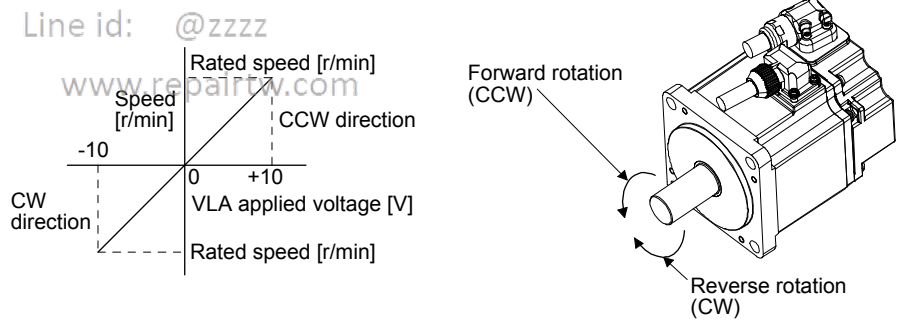 Line id: @zzzz
www.repairtw.com
Rated speed [r/min]
Speed
[r/min]
CCW direction
-10
0
+10
CW
direction
VLA applied voltage [V]
Rated speed [r/min]
Forward rotation
(CCW)
Reverse rotation
(CW)